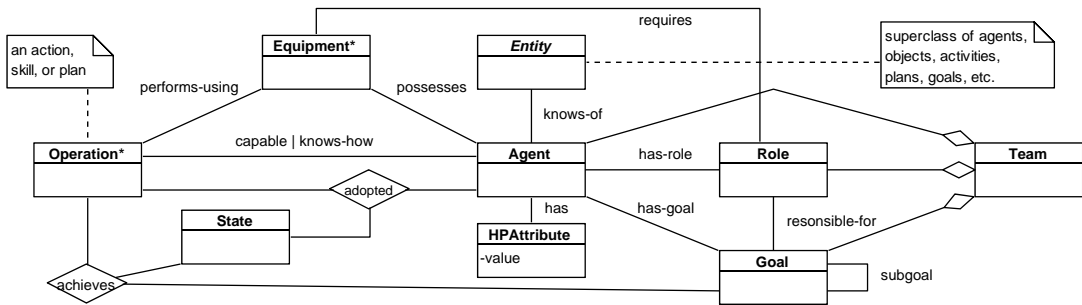 requires
Equipment*
Entity
an action,
skill, or plan
superclass of agents,
objects, activities,
plans, goals, etc.
performs-using
possesses
knows-of
capable | knows-how
Operation*
Agent
has-role
Role
Team
adopted
has
has-goal
State
HPAttribute
-value
resonsible-for
Goal
subgoal
achieves